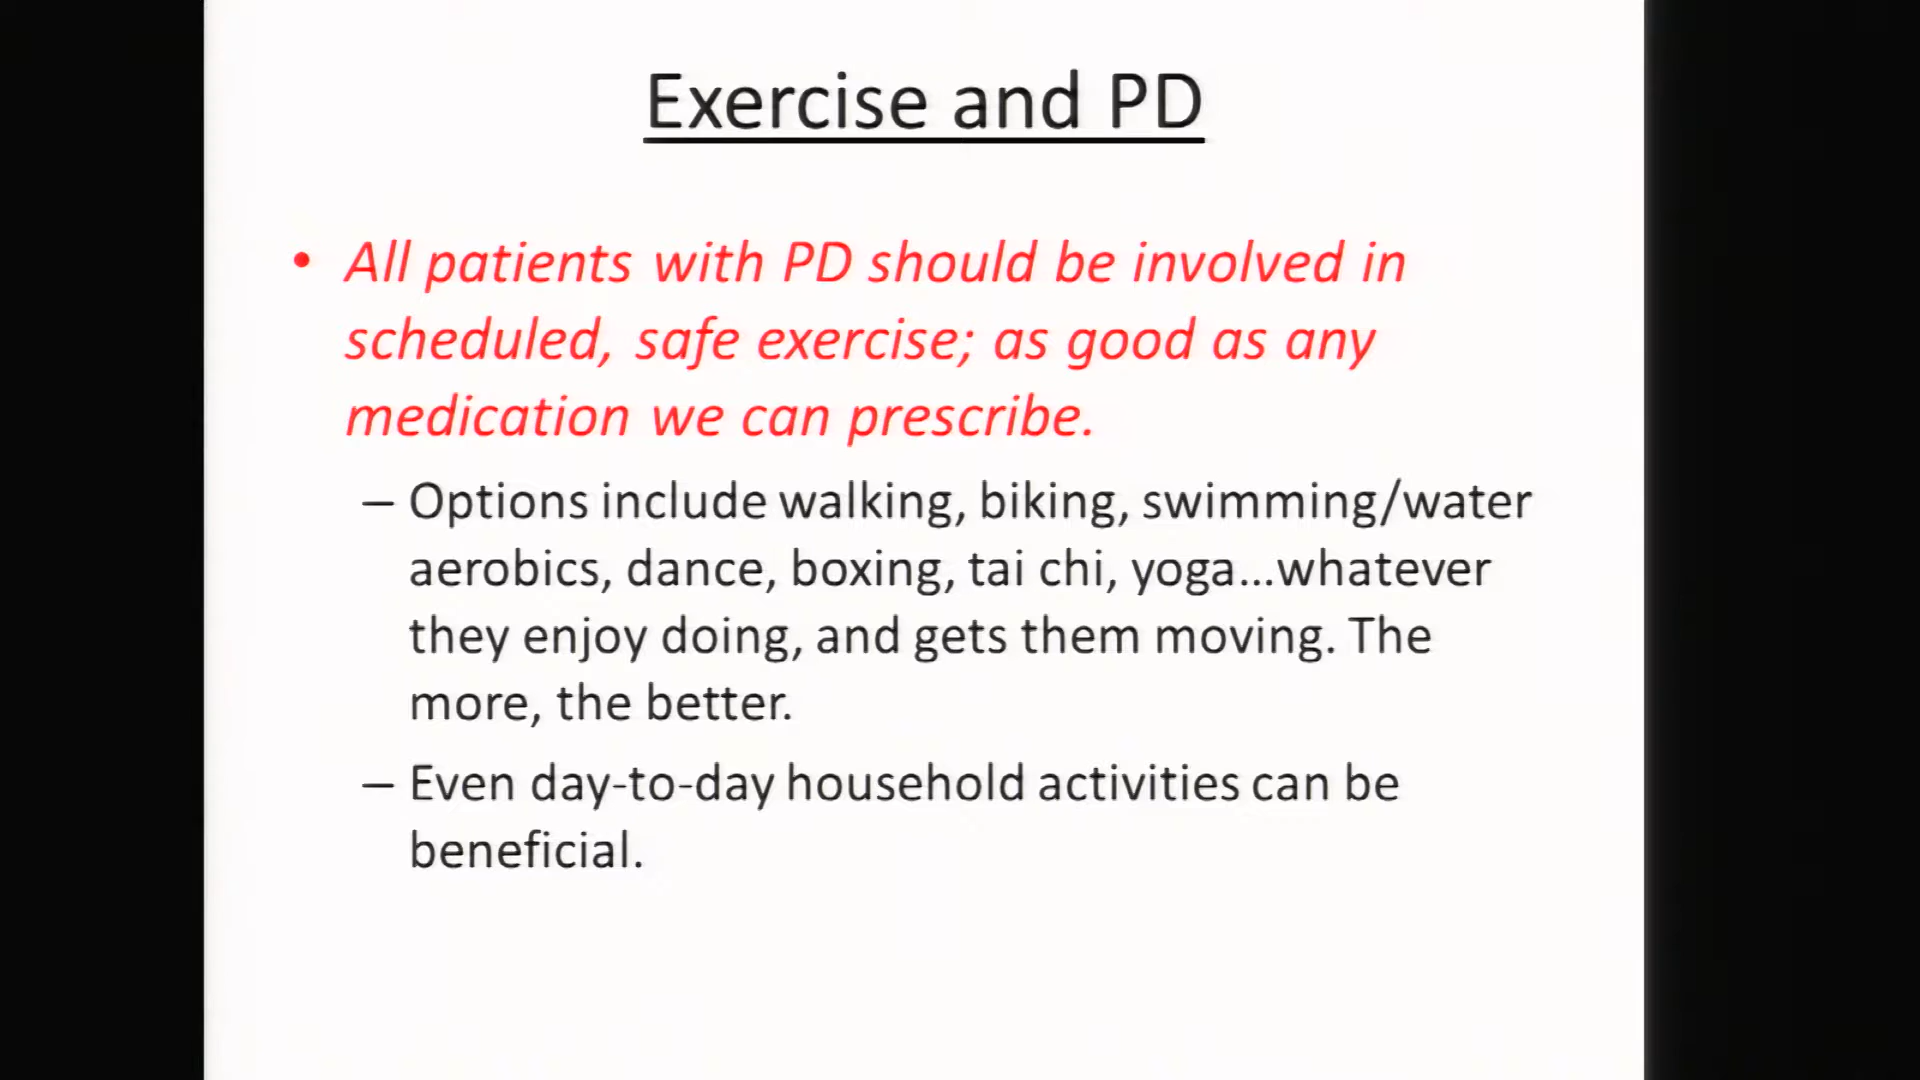 Exercise and PD
• All patients with PD should be involved in
scheduled, safe exercise; as good as any
medication we can prescribe.
– Options include walking, biking, swimming/water
aerobics, dance, boxing, tai chi, yoga...whatever
they enjoy doing, and gets them moving. The
more, the better.
– Even day-to-day household activities can be
beneficial.